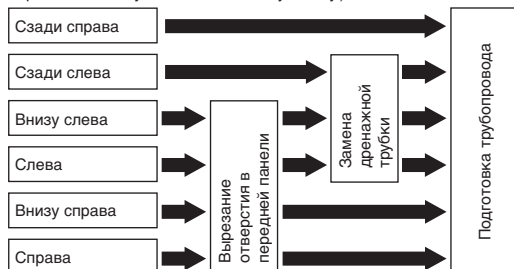 Сзади справа
Сзади слева
Внизу слева
Слева
Внизу справа
Справа
Вырезание
отверстия в
передней панели
Замена
дренажной
трубки
Подготовка трубопровода